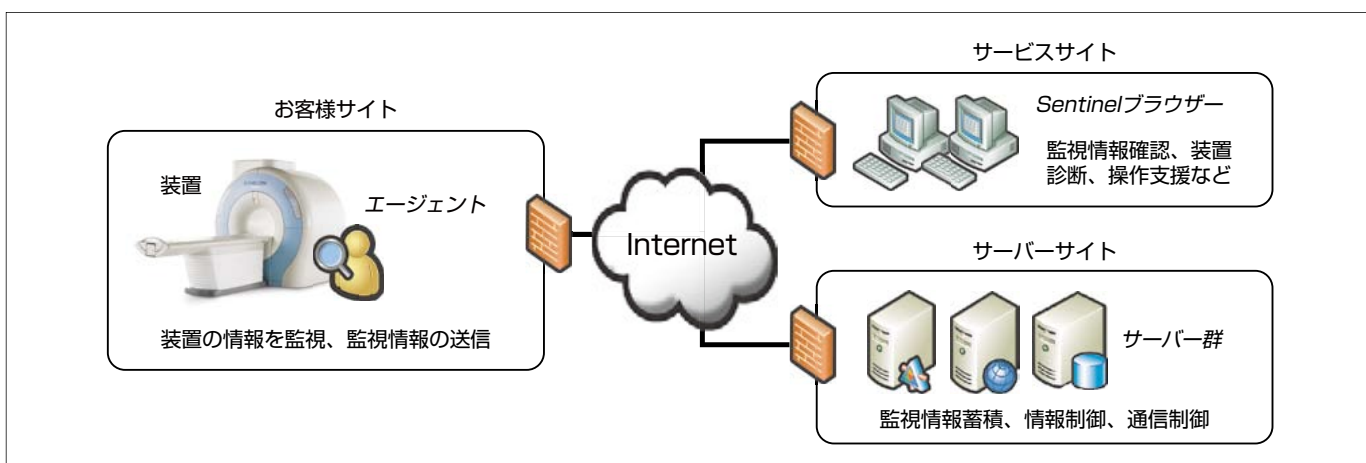 お客様サイト
装置
エージェント
装置の情報を監視、監視情報の送信
Internet
サービスサイト
Sentinelブラウザー
監視情報確認、装置
診断、操作支援など
サーバーサイト
サーバー群
監視情報蓄積、情報制御、通信制御